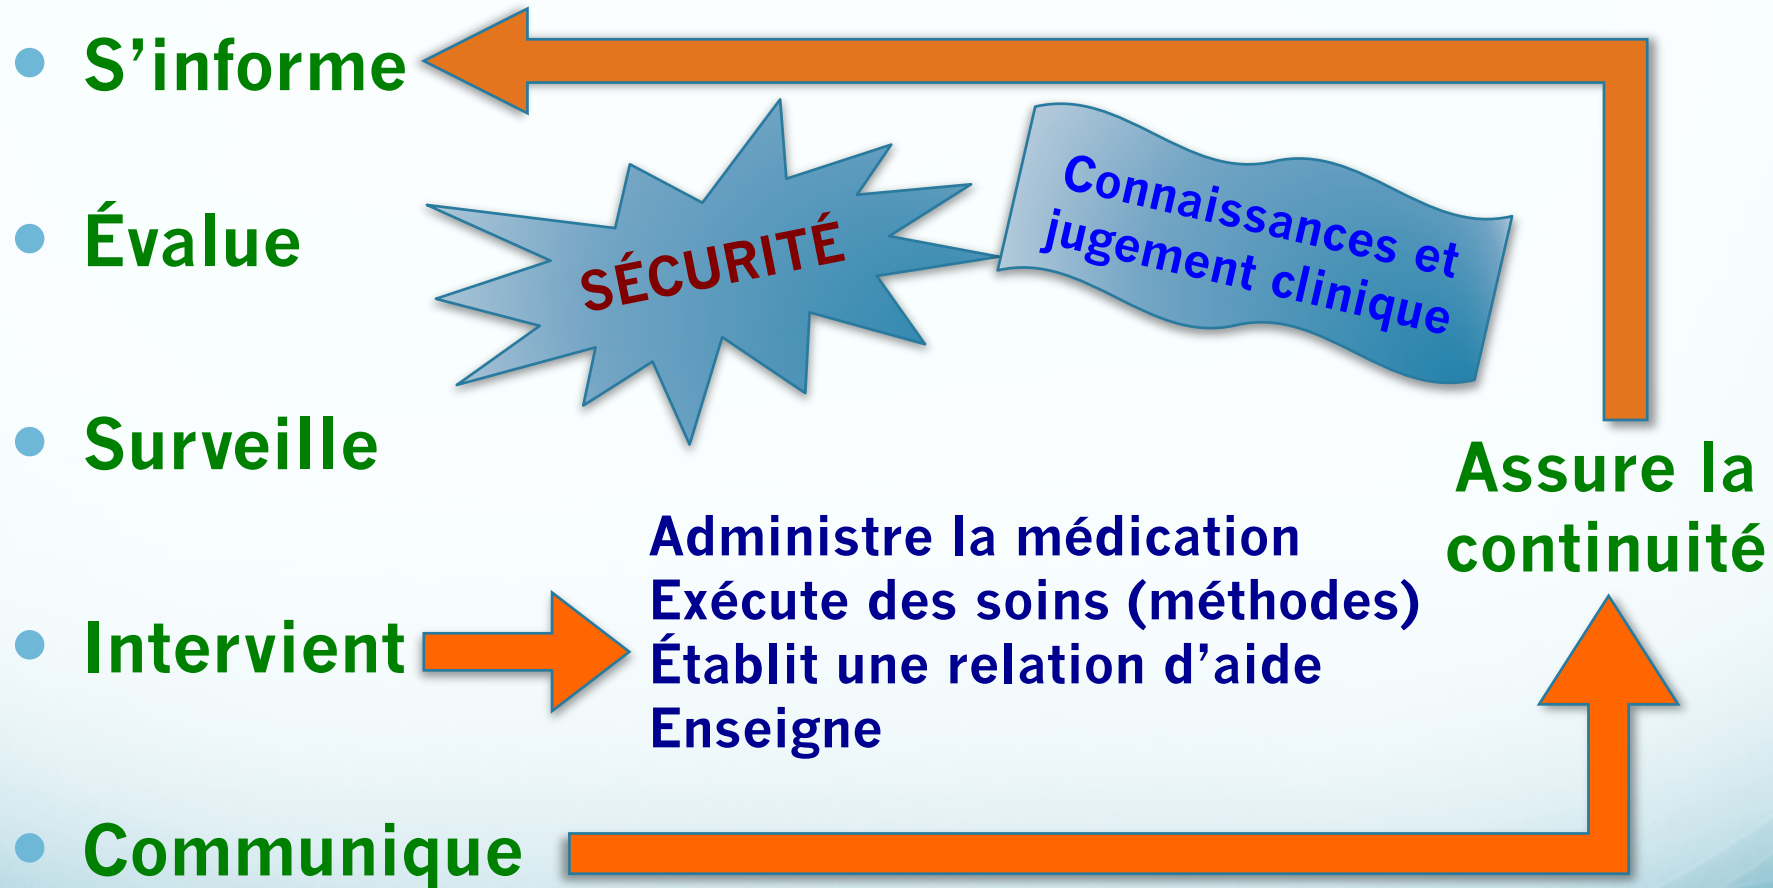 • S’informe
SÉCURITÉ
Connaissances et
jugement clinique
• Évalue
• Surveille
Assure la
continuité
Administre la médication
Exécute des soins (méthodes)
• Intervient
Établit une relation d’aide
Enseigne
• Communique